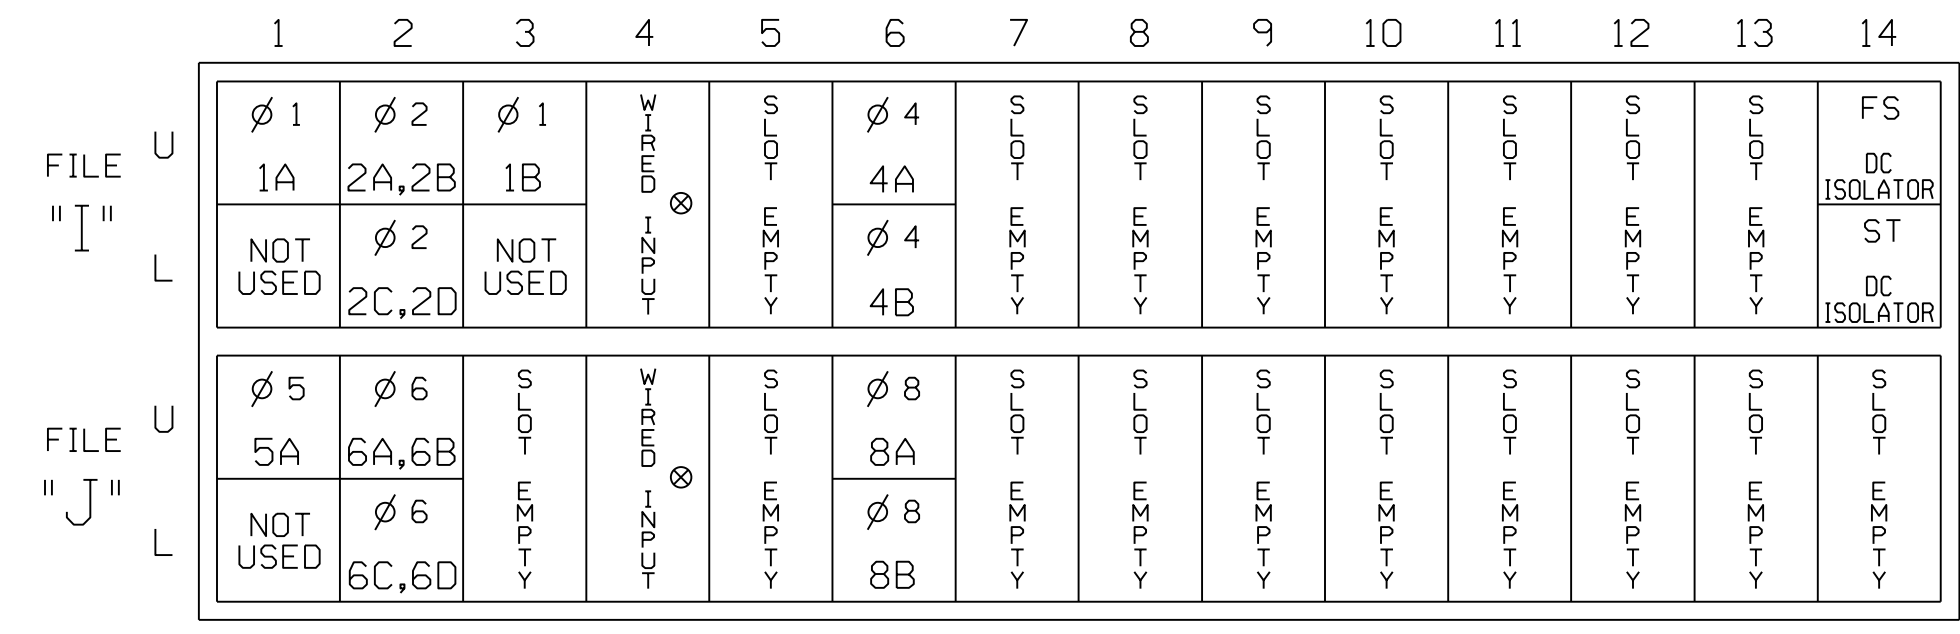 1 2 3 4 5 6 7 8 9 10 11 12 13 14
FILE
"I"
U
L
Ø 1
1A
NOT
USED
Ø 2
2A,2B
Ø 2
2C,2D
Ø 1
1B
NOT
USED
WIRED INPUT
⊗
SLOT EMPTY
Ø 4
4A
Ø 4
4B
SLOT EMPTY
SLOT EMPTY
SLOT EMPTY
SLOT EMPTY
SLOT EMPTY
SLOT EMPTY
SLOT EMPTY
FS
DC
ISOLATOR
ST
DC
ISOLATOR
FILE
"J"
U
L
Ø 5
5A
NOT
USED
Ø 6
6A,6B
Ø 6
6C,6D
SLOT EMPTY
WIRED INPUT
⊗
SLOT EMPTY
Ø 8
8A
Ø 8
8B
SLOT EMPTY
SLOT EMPTY
SLOT EMPTY
SLOT EMPTY
SLOT EMPTY
SLOT EMPTY
SLOT EMPTY
SLOT EMPTY